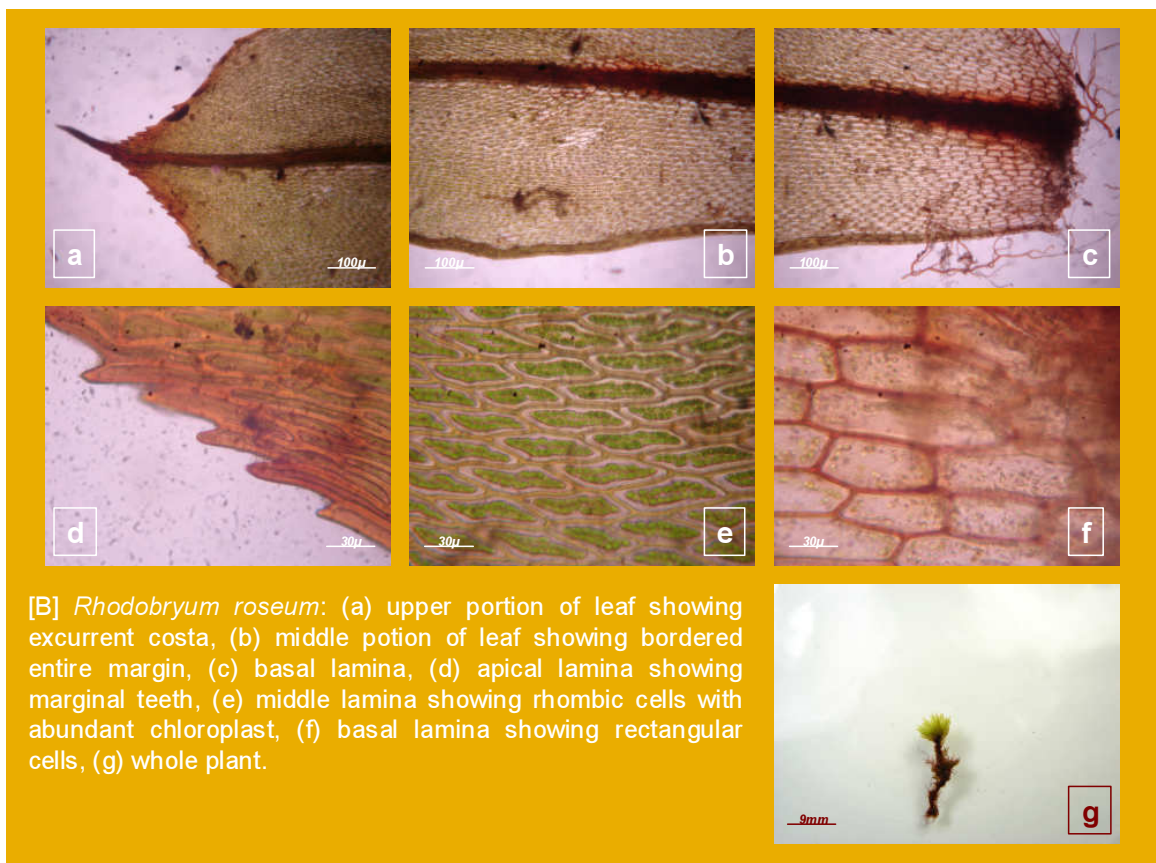 a
100µ
b
100µ
c
100µ
d
30µ
e
30µ
f
30µ
[B] Rhodobryum roseum: (a) upper portion of leaf showing
excurrent costa, (b) middle potion of leaf showing bordered
entire margin, (c) basal lamina, (d) apical lamina showing
marginal teeth, (e) middle lamina showing rhombic cells with
abundant chloroplast, (f) basal lamina showing rectangular
cells, (g) whole plant.
9mm
g